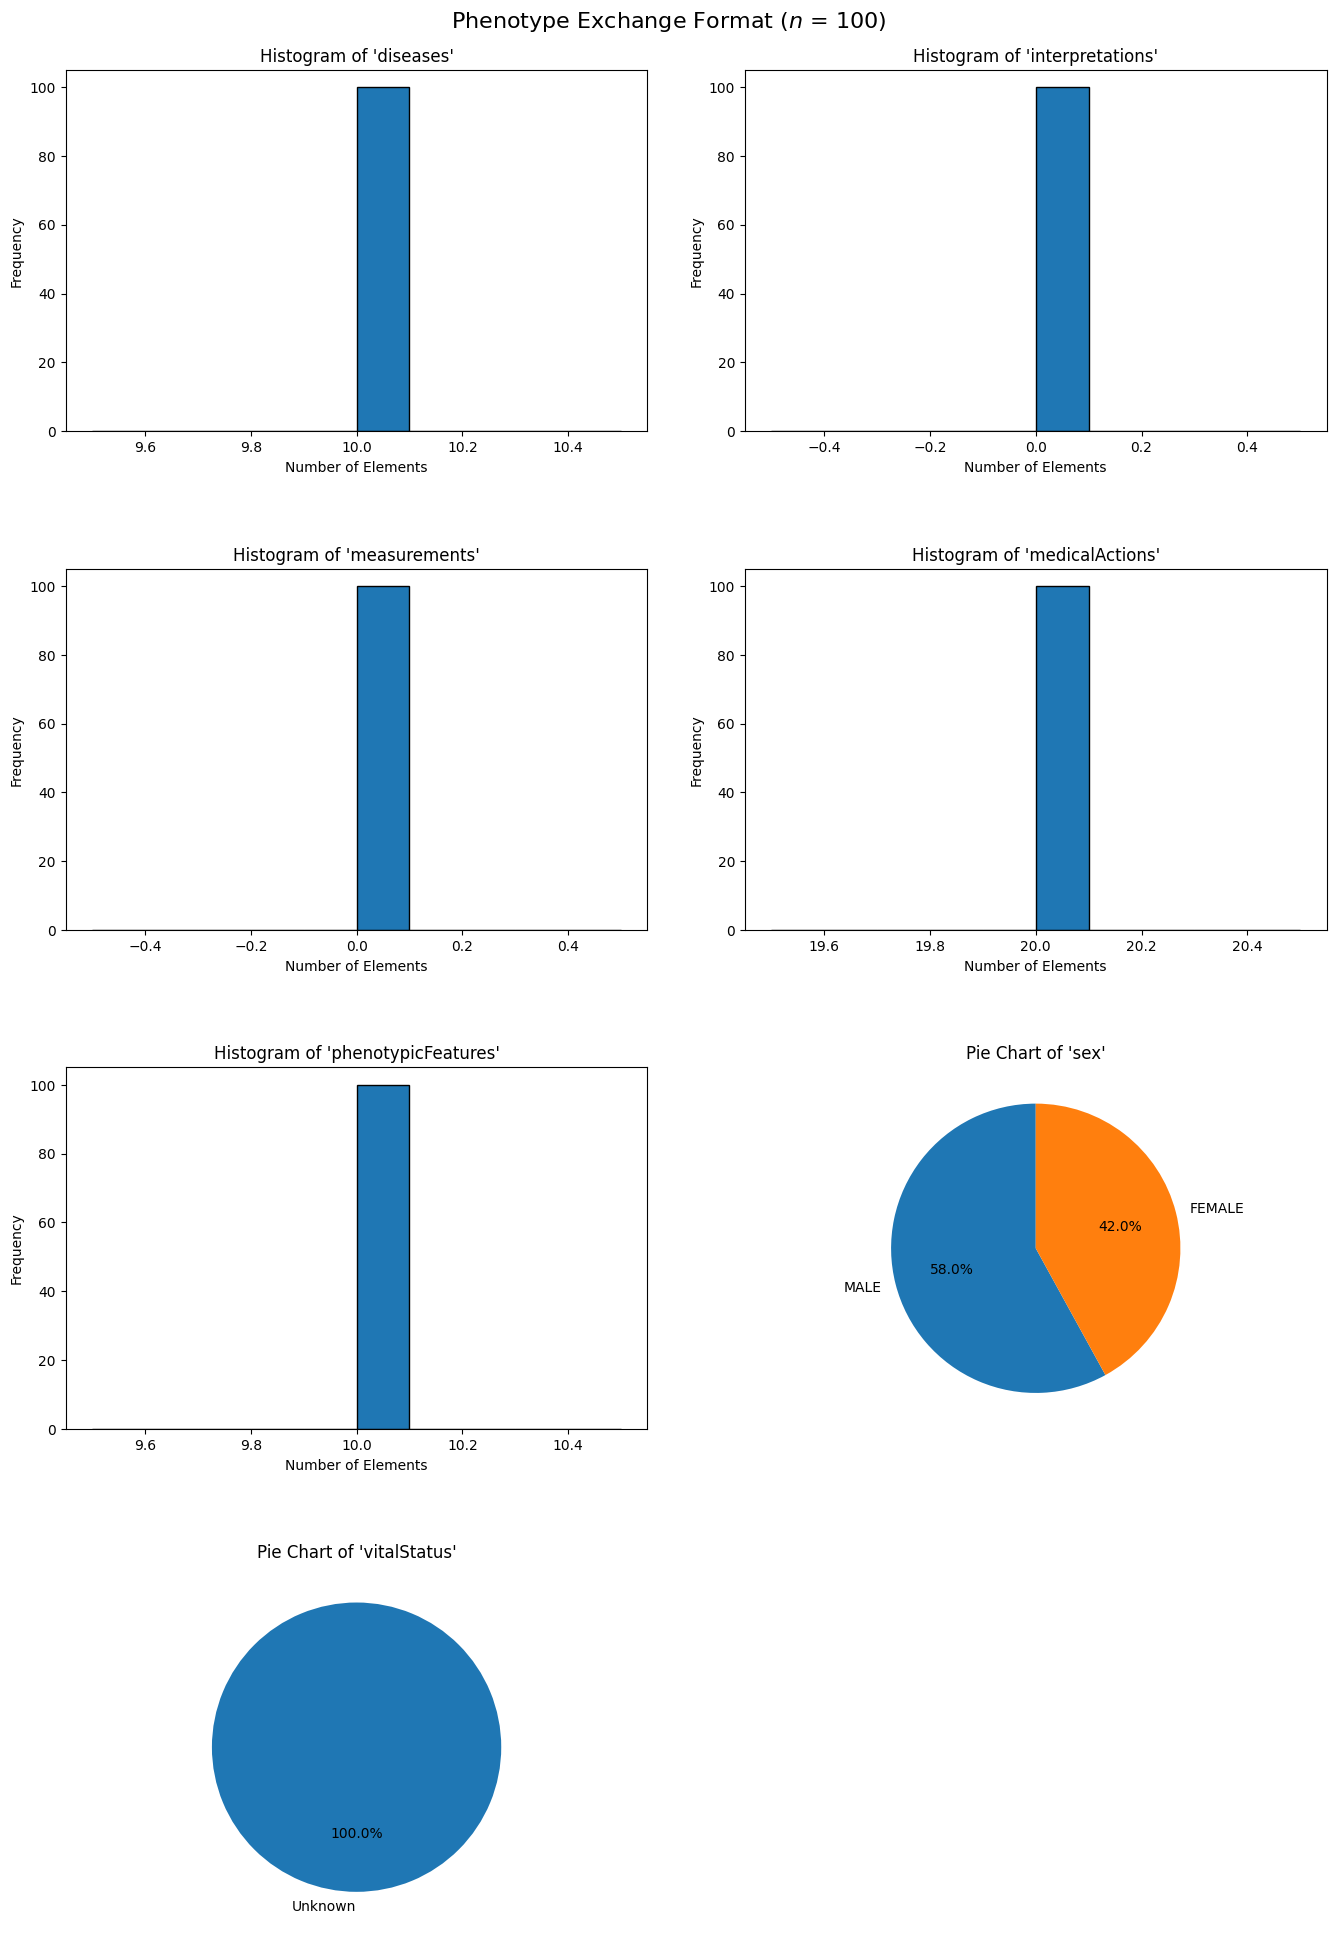 Phenotype Exchange Format (n = 100)
Histogram of 'diseases'
100
80
60
40
20
0
Frequency
9.6 9.8 10.0 10.2 10.4
Number of Elements
Histogram of 'interpretations'
100
80
60
40
20
0
Frequency
−0.4 −0.2 0.0 0.2 0.4
Number of Elements
Histogram of 'measurements'
100
80
60
40
20
0
Frequency
−0.4 −0.2 0.0 0.2 0.4
Number of Elements
Histogram of 'medicalActions'
100
80
60
40
20
0
Frequency
19.6 19.8 20.0 20.2 20.4
Number of Elements
Histogram of 'phenotypicFeatures'
100
80
60
40
20
0
Frequency
9.6 9.8 10.0 10.2 10.4
Number of Elements
Pie Chart of 'sex'
FEMALE
42.0%
58.0%
MALE
Pie Chart of 'vitalStatus'
100.0%
Unknown